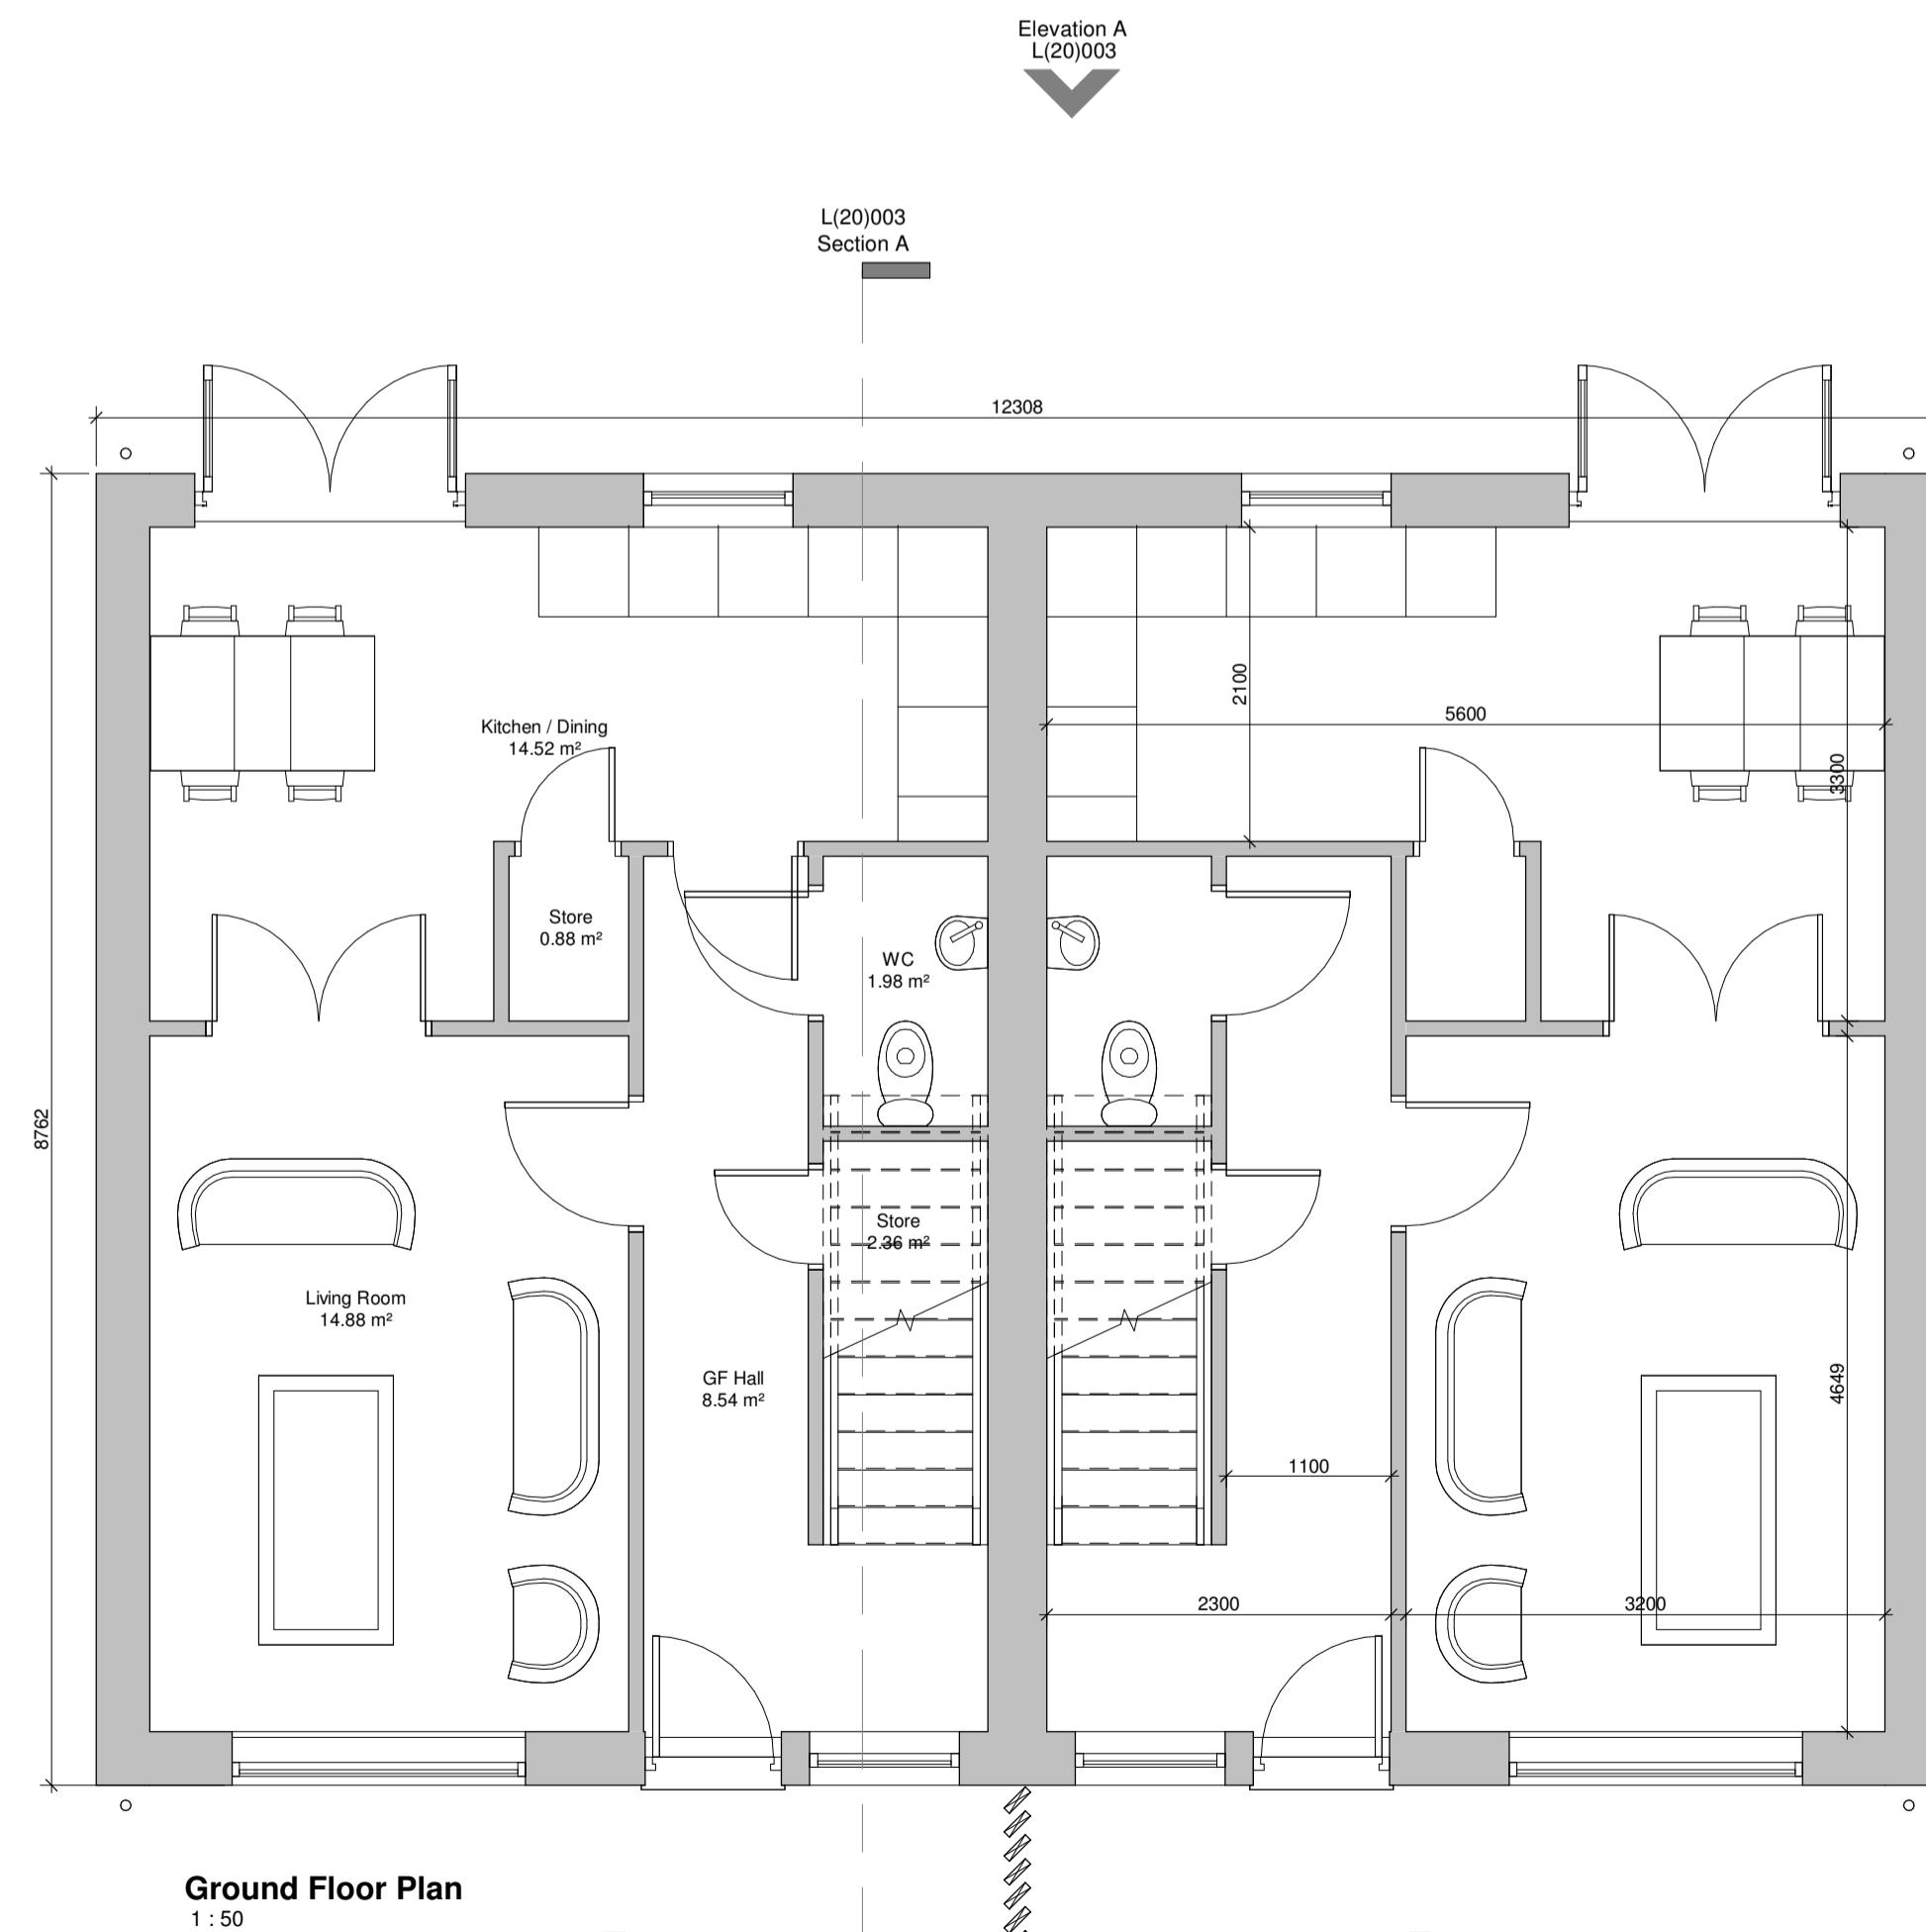 Elevation A
L(20)003
L(20)003
Section A
12308
Kitchen / Dining
14.52 m²
2100
5600
3300
Store
0.88 m²
WC
1.98 m²
8762
Store
2.36 m²
Living Room
14.88 m²
GF Hall
8.54 m²
4649
1100
2300
3200
Ground Floor Plan
1 : 50